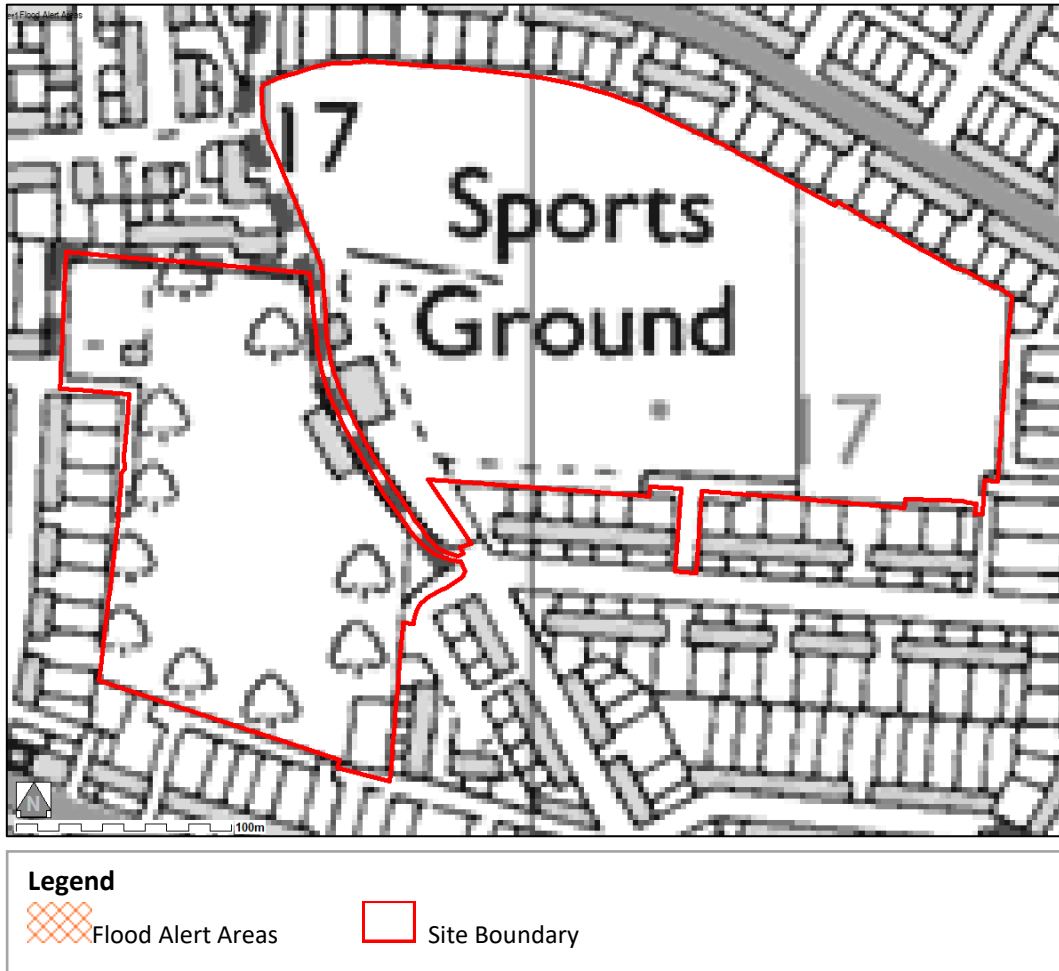 Flood Alert Areas
17
Sports
Ground
17
N
100m
Legend
Flood Alert Areas
Site Boundary